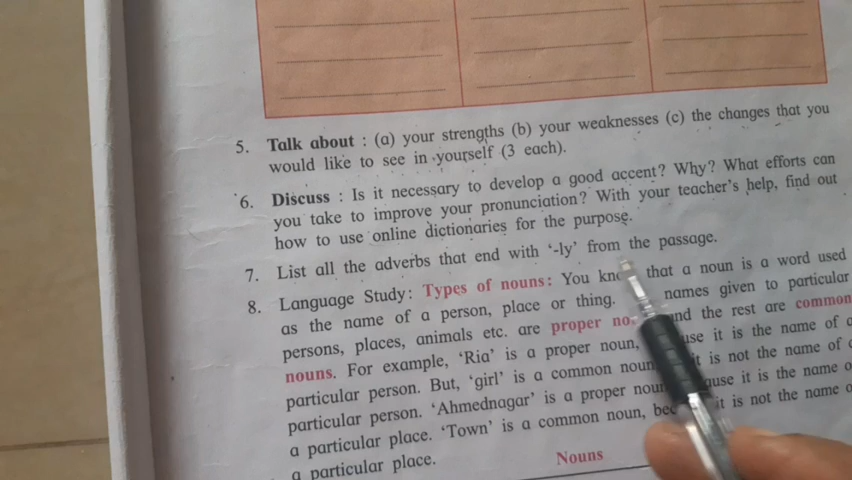 5. Talk about : (a) your strengths (b) your weaknesses (c) the changes that you
would like to see in yourself (3 each).
6. Discuss : Is it necessary to develop a good accent? Why? What efforts can
you take to improve your pronunciation? With your teacher's help, find out
how to use online dictionaries for the purpose.
7. List all the adverbs that end with '-ly' from the passage.
8. Language Study: Types of nouns: You that a noun is a word used
as the name of a person, place or thing. names given to particular
persons, places, animals etc. are proper and the rest are common
nouns. For example, 'Ria' is a proper noun, it is the name of a
particular person. But, 'girl' is a common noun it is not the name of
particular person. 'Ahmednagar' is a proper it is the name
a particular place. 'Town' is a common noun, it is not the name
a particular place.
Nouns